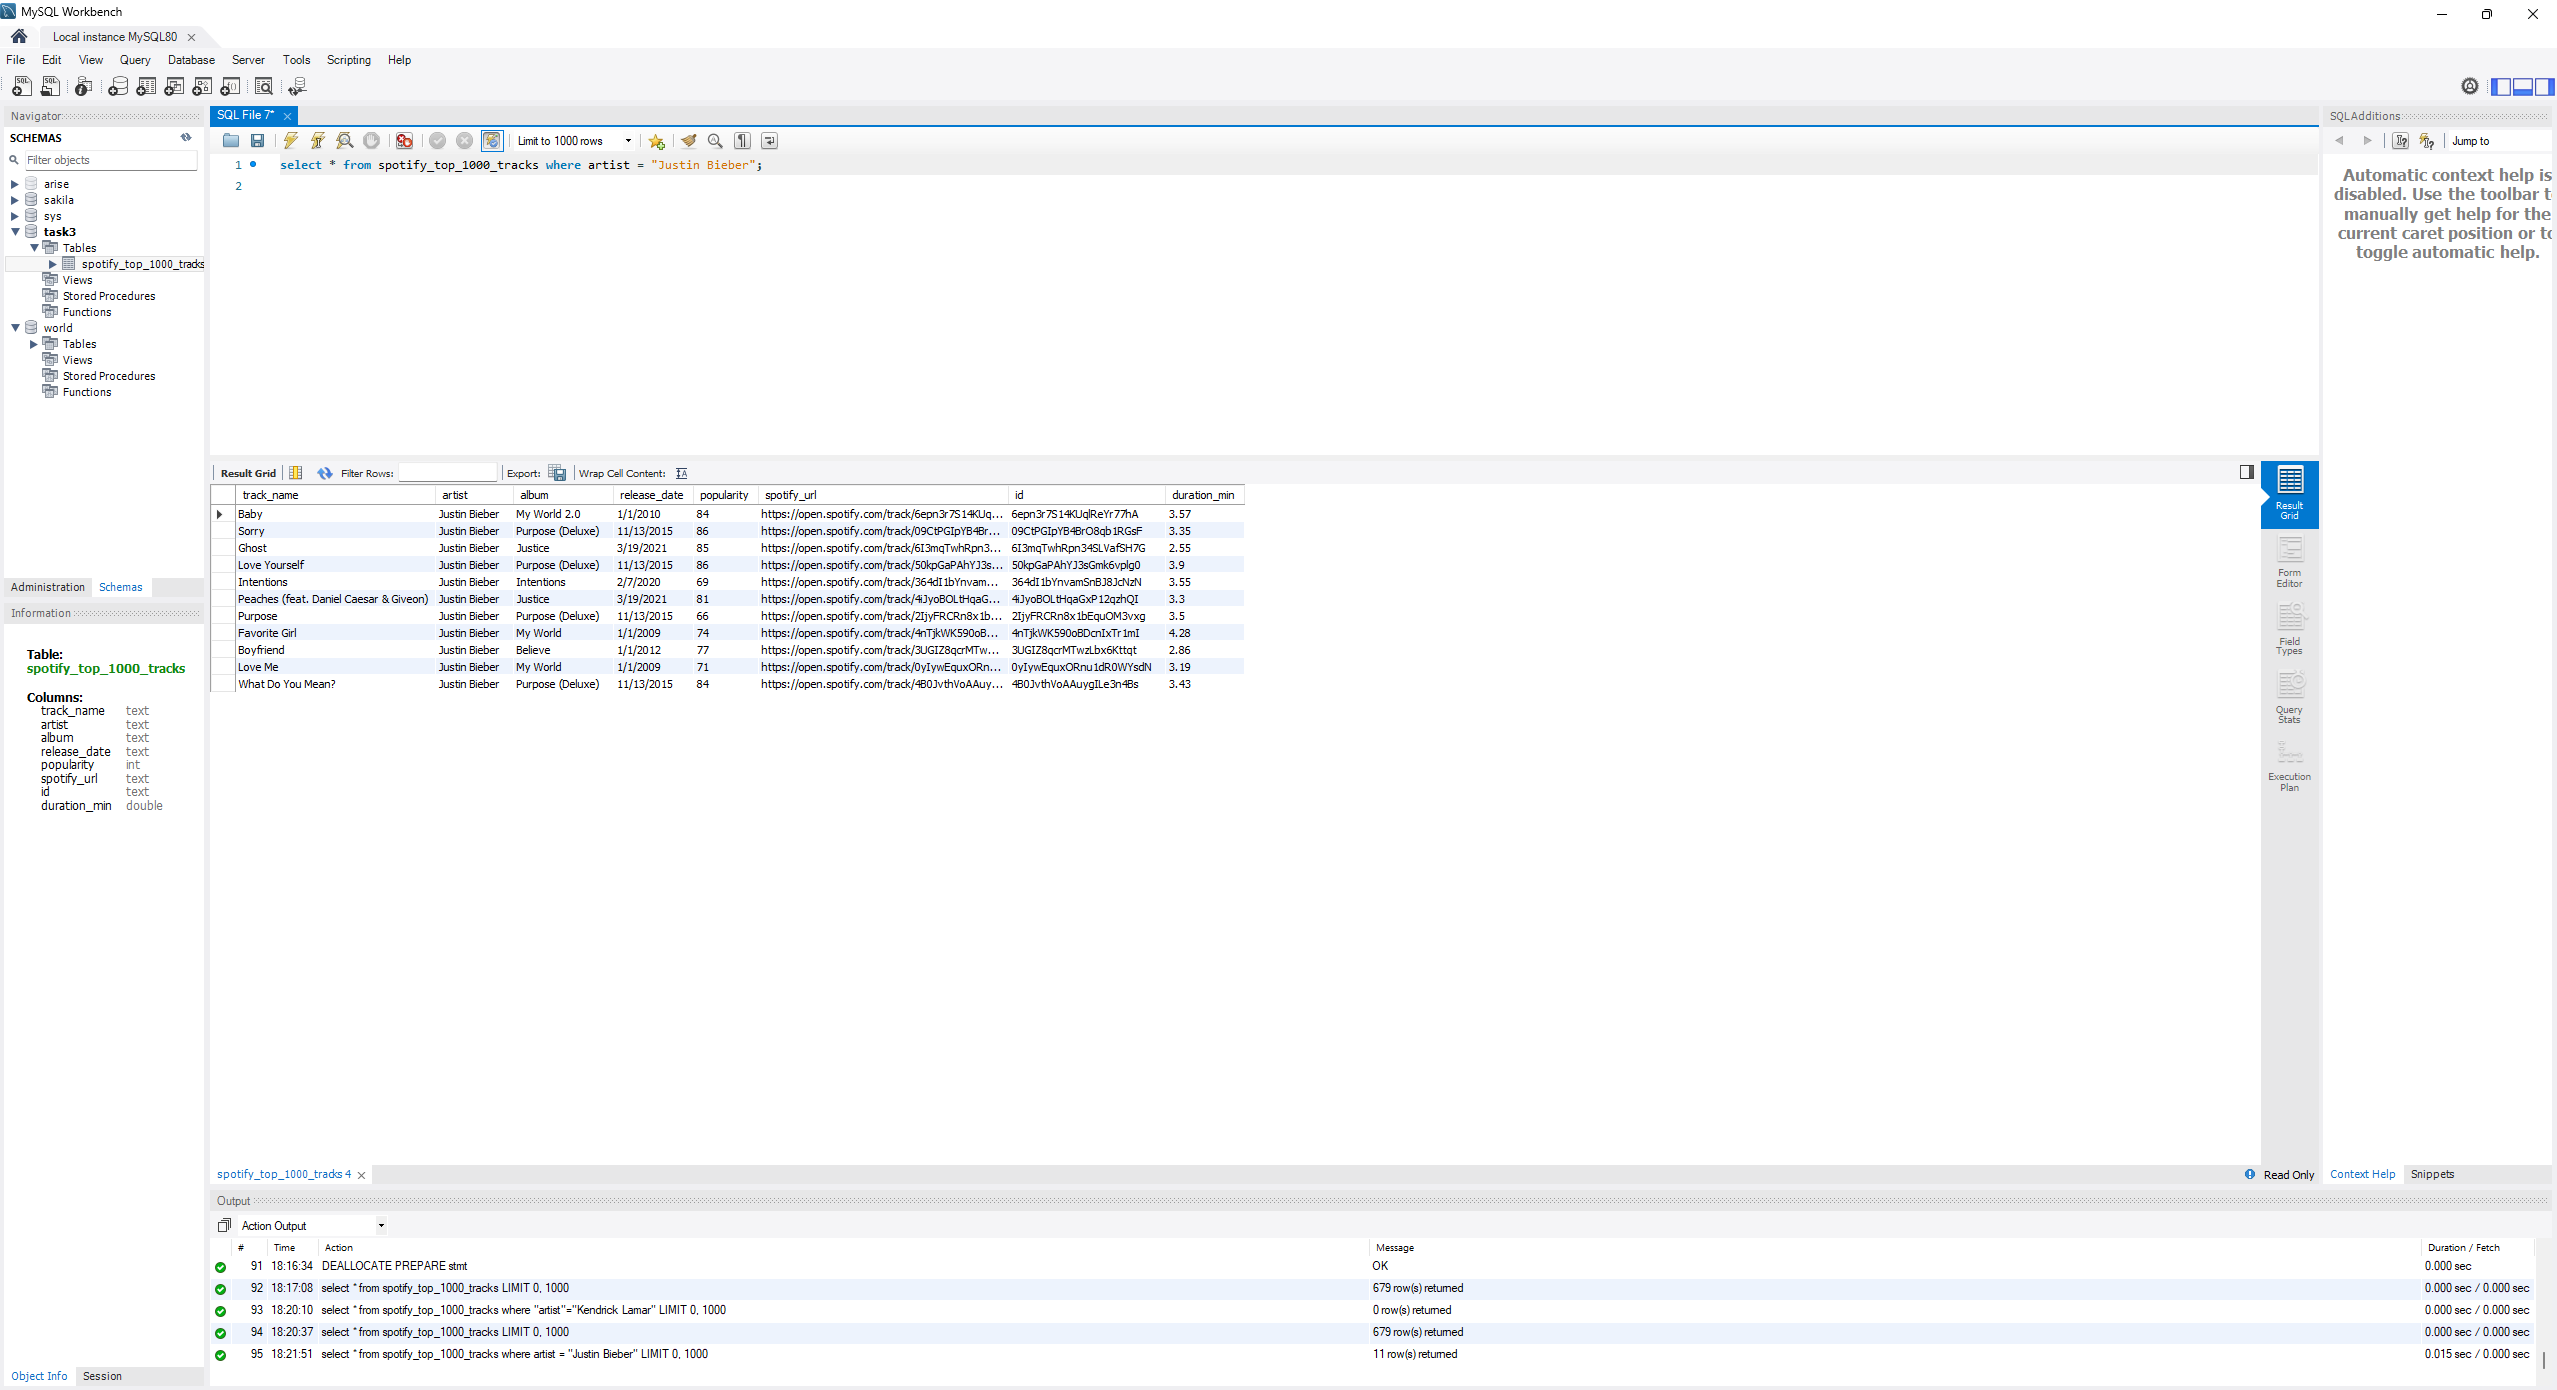 MySQL Workbench
Local instance MySQL80
File Edit View Query Database Server Tools Scripting Help
Navigator
SCHEMAS
Filter objects
arise
sakila
sys
task3
Tables
spotify_top_1000_tracks
Views
Stored Procedures
Functions
world
Tables
Views
Stored Procedures
Functions
Administration Schemas
Information
Table:
spotify_top_1000_tracks
Columns:
track_name text
artist text
album text
release_date text
popularity int
spotify_url text
id text
duration_min double
Object Info Session
SQL File 7*
Limit to 1000 rows
1 select * from spotify_top_1000_tracks where artist = "Justin Bieber";
2
Result Grid Filter Rows: Export: Wrap Cell Content:
track_name artist album release_date popularity spotify_url id duration_min
Baby Justin Bieber My World 2.0 1/1/2010 84 https://open.spotify.com/track/6epn3r7S14KUq... 6epn3r7S14KUqlReYr77hA 3.57
Sorry Justin Bieber Purpose (Deluxe) 11/13/2015 86 https://open.spotify.com/track/09CtPGIpYB4Br... 09CtPGIpYB4BrO8qb1RGsF 3.35
Ghost Justin Bieber Justice 3/19/2021 85 https://open.spotify.com/track/6I3mqTwhRpn3... 6I3mqTwhRpn34SLVafSH7G 2.55
Love Yourself Justin Bieber Purpose (Deluxe) 11/13/2015 86 https://open.spotify.com/track/50kpGaPAhYJ3s... 50kpGaPAhYJ3sGmk6vplg0 3.9
Intentions Justin Bieber Intentions 2/7/2020 69 https://open.spotify.com/track/364dI1bYnvam... 364dI1bYnvamSnBJ8JcNzN 3.55
Peaches (feat. Daniel Caesar & Giveon) Justin Bieber Justice 3/19/2021 81 https://open.spotify.com/track/4iJyoBOLtHqaG... 4iJyoBOLtHqaGxP12qzhQI 3.3
Purpose Justin Bieber Purpose (Deluxe) 11/13/2015 66 https://open.spotify.com/track/2IjyFRCRn8x1b... 2IjyFRCRn8x1bEquOM3vxg 3.5
Favorite Girl Justin Bieber My World 1/1/2009 74 https://open.spotify.com/track/4nTjkWK590oB... 4nTjkWK590oBDcnIxTr1mI 4.28
Boyfriend Justin Bieber Believe 1/1/2012 77 https://open.spotify.com/track/3UGIZ8qcrMTw... 3UGIZ8qcrMTwzLbx6Kttqt 2.86
Love Me Justin Bieber My World 1/1/2009 71 https://open.spotify.com/track/0yIywEquxORn... 0yIywEquxORnu1dR0WYsdN 3.19
What Do You Mean? Justin Bieber Purpose (Deluxe) 11/13/2015 84 https://open.spotify.com/track/4B0JvthVoAAuy... 4B0JvthVoAAuygILe3n4Bs 3.43
Result
Grid
Form
Editor
Field
Types
Query
Stats
Execution
Plan
spotify_top_1000_tracks 4
Read Only
Output
Action Output
# Time Action Message Duration / Fetch
91 18:16:34 DEALLOCATE PREPARE stmt OK 0.000 sec
92 18:17:08 select * from spotify_top_1000_tracks LIMIT 0, 1000 679 row(s) returned 0.000 sec / 0.000 sec
93 18:20:10 select * from spotify_top_1000_tracks where "artist"="Kendrick Lamar" LIMIT 0, 1000 0 row(s) returned 0.000 sec / 0.000 sec
94 18:20:37 select * from spotify_top_1000_tracks LIMIT 0, 1000 679 row(s) returned 0.000 sec / 0.000 sec
95 18:21:51 select * from spotify_top_1000_tracks where artist = "Justin Bieber" LIMIT 0, 1000 11 row(s) returned 0.015 sec / 0.000 sec
SQLAdditions
Jump to
Automatic context help is
disabled. Use the toolbar t
manually get help for the
current caret position or to
toggle automatic help.
Context Help Snippets